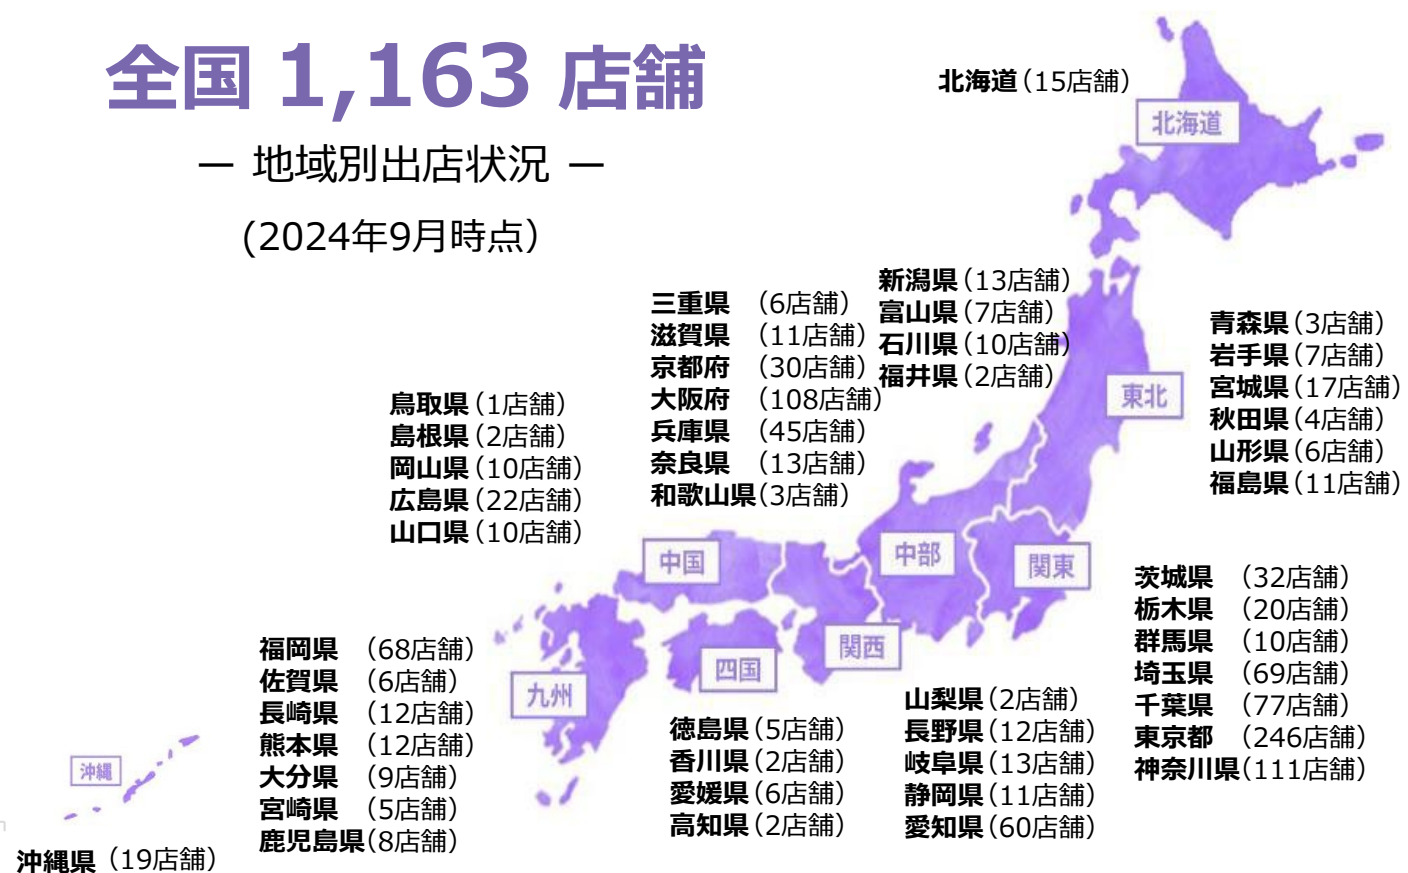 全国 1,163 店舗
ー 地域別出店状況 ー
(2024年9月時点）
北海道（15店舗）
北海道
新潟県（13店舗）
富山県（7店舗）
石川県（10店舗）
福井県（2店舗）
三重県 （6店舗）
滋賀県 （11店舗）
京都府 （30店舗）
大阪府 （108店舗）
兵庫県 （45店舗）
奈良県 （13店舗）
和歌山県（3店舗）
青森県（3店舗）
岩手県（7店舗）
宮城県（17店舗）
秋田県（4店舗）
山形県（6店舗）
福島県（11店舗）
東北
鳥取県（1店舗）
島根県（2店舗）
岡山県（10店舗）
広島県（22店舗）
山口県（10店舗）
中国
中部
関東
茨城県 （32店舗）
栃木県 （20店舗）
群馬県 （10店舗）
埼玉県 （69店舗）
千葉県 （77店舗）
東京都 （246店舗）
神奈川県（111店舗）
関西
四国
九州
福岡県 （68店舗）
佐賀県 （6店舗）
長崎県 （12店舗）
熊本県 （12店舗）
大分県 （9店舗）
宮崎県 （5店舗）
鹿児島県（8店舗）
徳島県（5店舗）
香川県（2店舗）
愛媛県（6店舗）
高知県（2店舗）
山梨県（2店舗）
長野県（12店舗）
岐阜県（13店舗）
静岡県（11店舗）
愛知県（60店舗）
沖縄
沖縄県（19店舗）